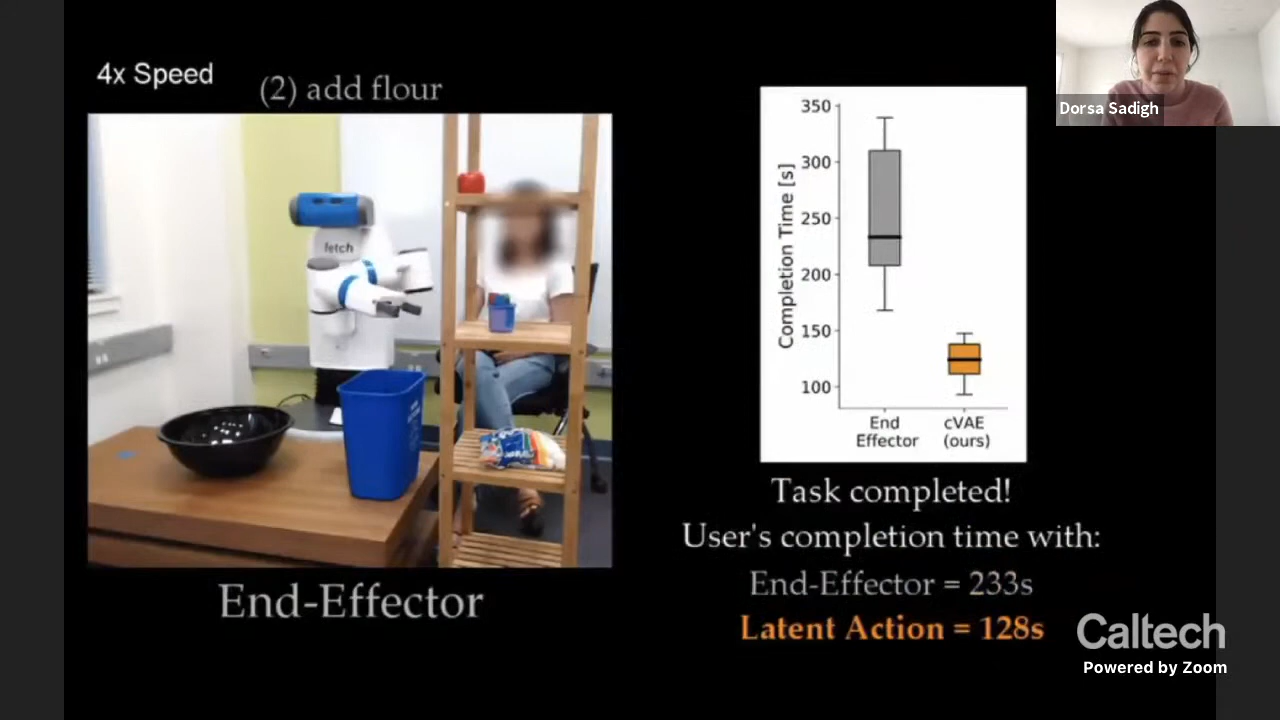 4x Speed
(2) add flour
fetch
End-Effector
Completion Time [s]
350
300
250
200
150
100
End
Effector
cVAE
(ours)
Task completed!
User's completion time with:
End-Effector = 233s
Latent Action = 128s
Dorsa Sadigh
Caltech
Powered by Zoom